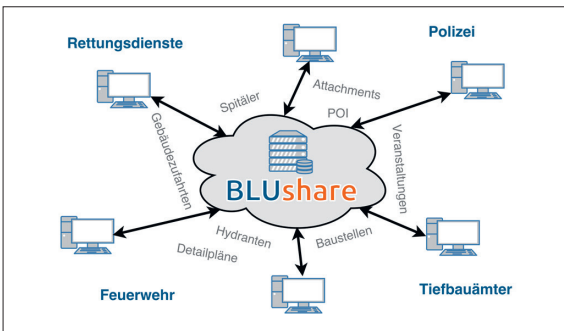 Rettungsdienste
Polizei
Spitäler
Attachments
POI
Gebäudezufahrten
Veranstaltungen
BLUshare
Hydranten
Detailpläne
Baustellen
Feuerwehr
Tiefbauämter